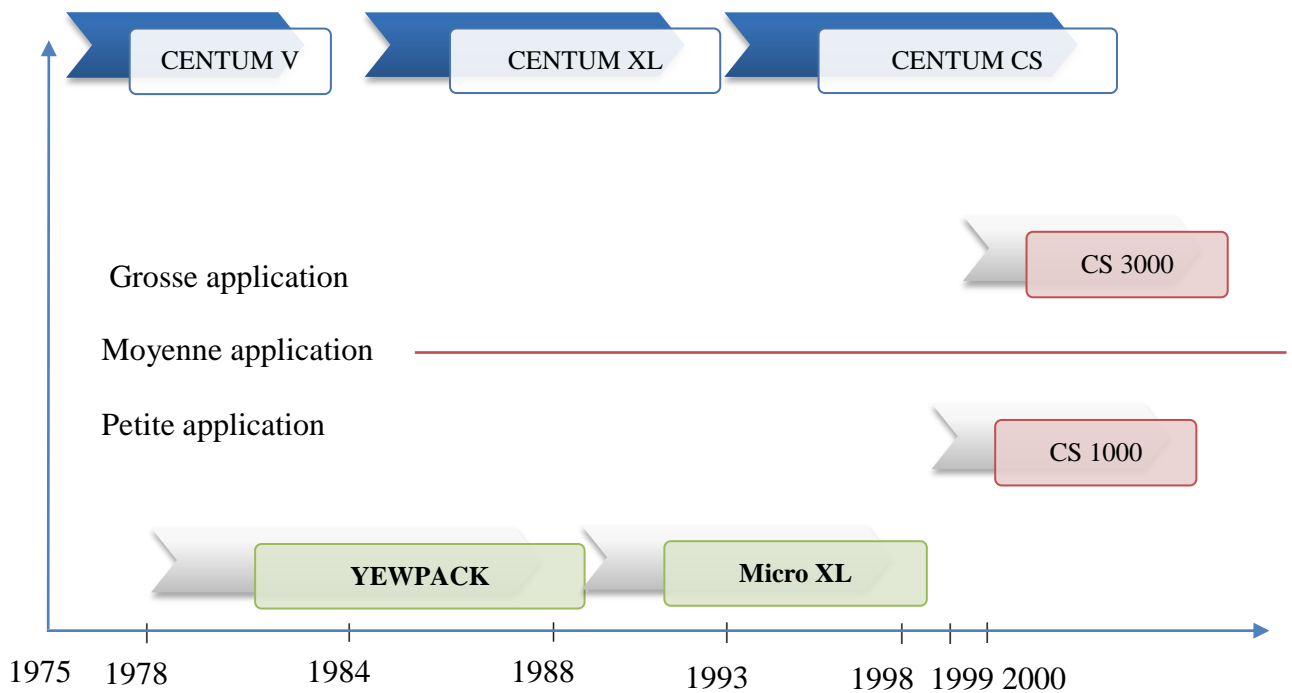 CENTUM V
CENTUM XL
CENTUM CS
CS 3000
Grosse application
Moyenne application
Petite application
CS 1000
YEWPACK
Micro XL
1975 1978 1984 1988 1993 1998 1999 2000